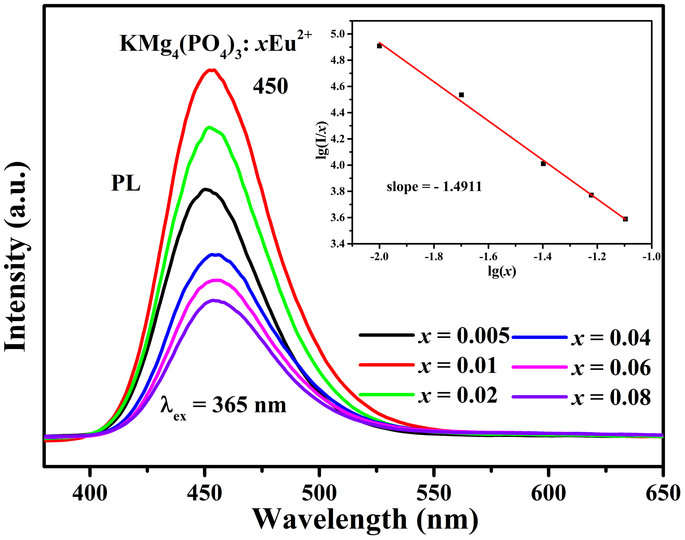 KMg₄(PO₄)₃: xEu²⁺
450
PL
λex = 365 nm
Intensity (a.u.)
400 450 500 550 600 650
Wavelength (nm)
5.0
4.8
4.6
4.4
4.2
4.0
3.8
3.6
3.4
lg(I/x)
slope = - 1.4911
-2.0 -1.8 -1.6 -1.4 -1.2 -1.0
lg(x)
x = 0.005 x = 0.04
x = 0.01 x = 0.06
x = 0.02 x = 0.08